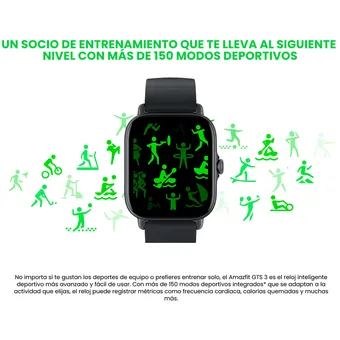 UN SOCIO DE ENTRENAMIENTO QUE TE LLEVA AL SIGUIENTE
NIVEL CON MÁS DE 150 MODOS DEPORTIVOS
No importa si te gustan los deportes de equipo o prefieres entrenar solo, el Amazfit GTS 3 es el reloj inteligente
deportivo más avanzado y fácil de usar. Con más de 150 modos deportivos integrados* que se adaptan a la
actividad que elijas, el reloj puede registrar métricas como frecuencia cardíaca, calorías quemadas y muchas
más.